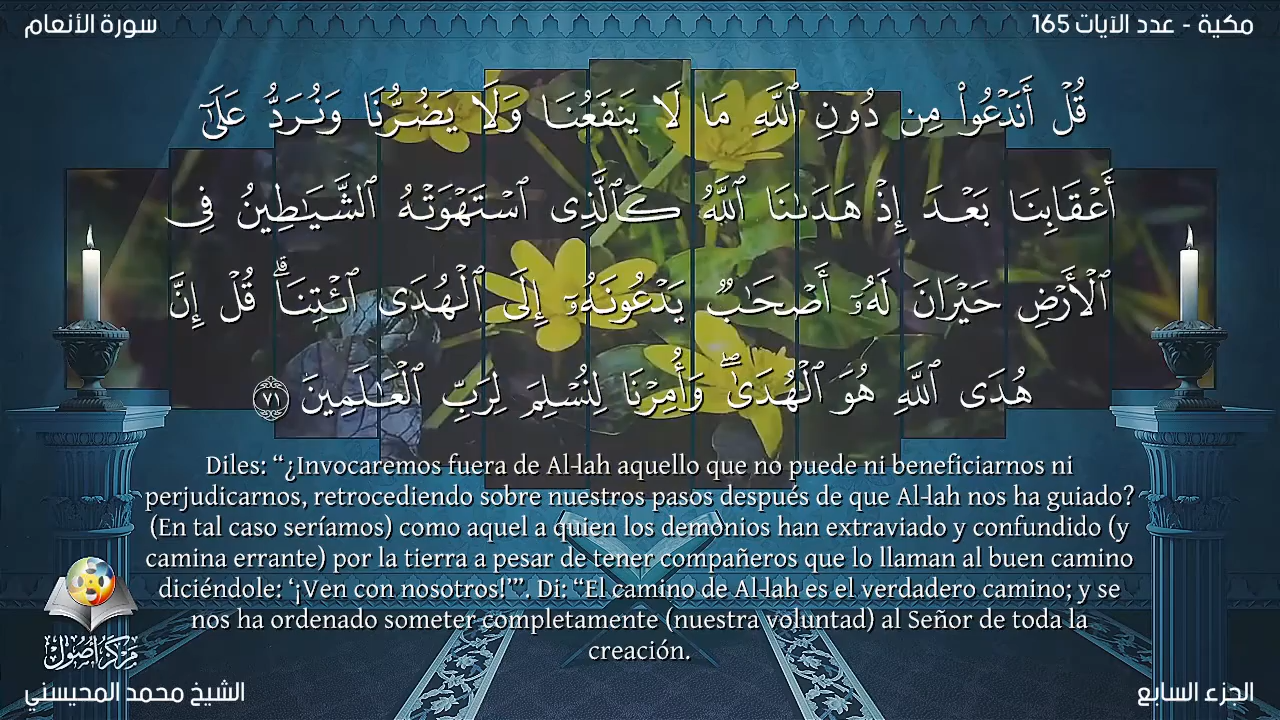 سورة الأنعام
مكية - عدد الآيات 165
قُلْ أَنَدْعُوا۟ مِن دُونِ ٱللَّهِ مَا لَا يَنفَعُنَا وَلَا يَضُرُّنَا وَنُرَدُّ عَلَىٰٓ
أَعْقَابِنَا بَعْدَ إِذْ هَدَىٰنَا ٱللَّهُ كَٱلَّذِى ٱسْتَهْوَتْهُ ٱلشَّيَـٰطِينُ فِى
ٱلْأَرْضِ حَيْرَانَ لَهُۥٓ أَصْحَـٰبٌ يَدْعُونَهُۥٓ إِلَى ٱلْهُدَى ٱئْتِنَا ۗ قُلْ إِنَّ
هُدَى ٱللَّهِ هُوَ ٱلْهُدَىٰ ۖ وَأُمِرْنَا لِنُسْلِمَ لِرَبِّ ٱلْعَـٰلَمِينَ ٧١
Diles: “¿Invocaremos fuera de Al-lah aquello que no puede ni beneficiarnos ni
perjudicarnos, retrocediendo sobre nuestros pasos después de que Al-lah nos ha guiado?
(En tal caso seríamos) como aquel a quien los demonios han extraviado y confundido (y
camina errante) por la tierra a pesar de tener compañeros que lo llaman al buen camino
diciéndole: ‘¡Ven con nosotros!’”. Di: “El camino de Al-lah es el verdadero camino; y se
nos ha ordenado someter completamente (nuestra voluntad) al Señor de toda la
creación.
مركز أصول
الشيخ محمد المحيسني
الجزء السابع